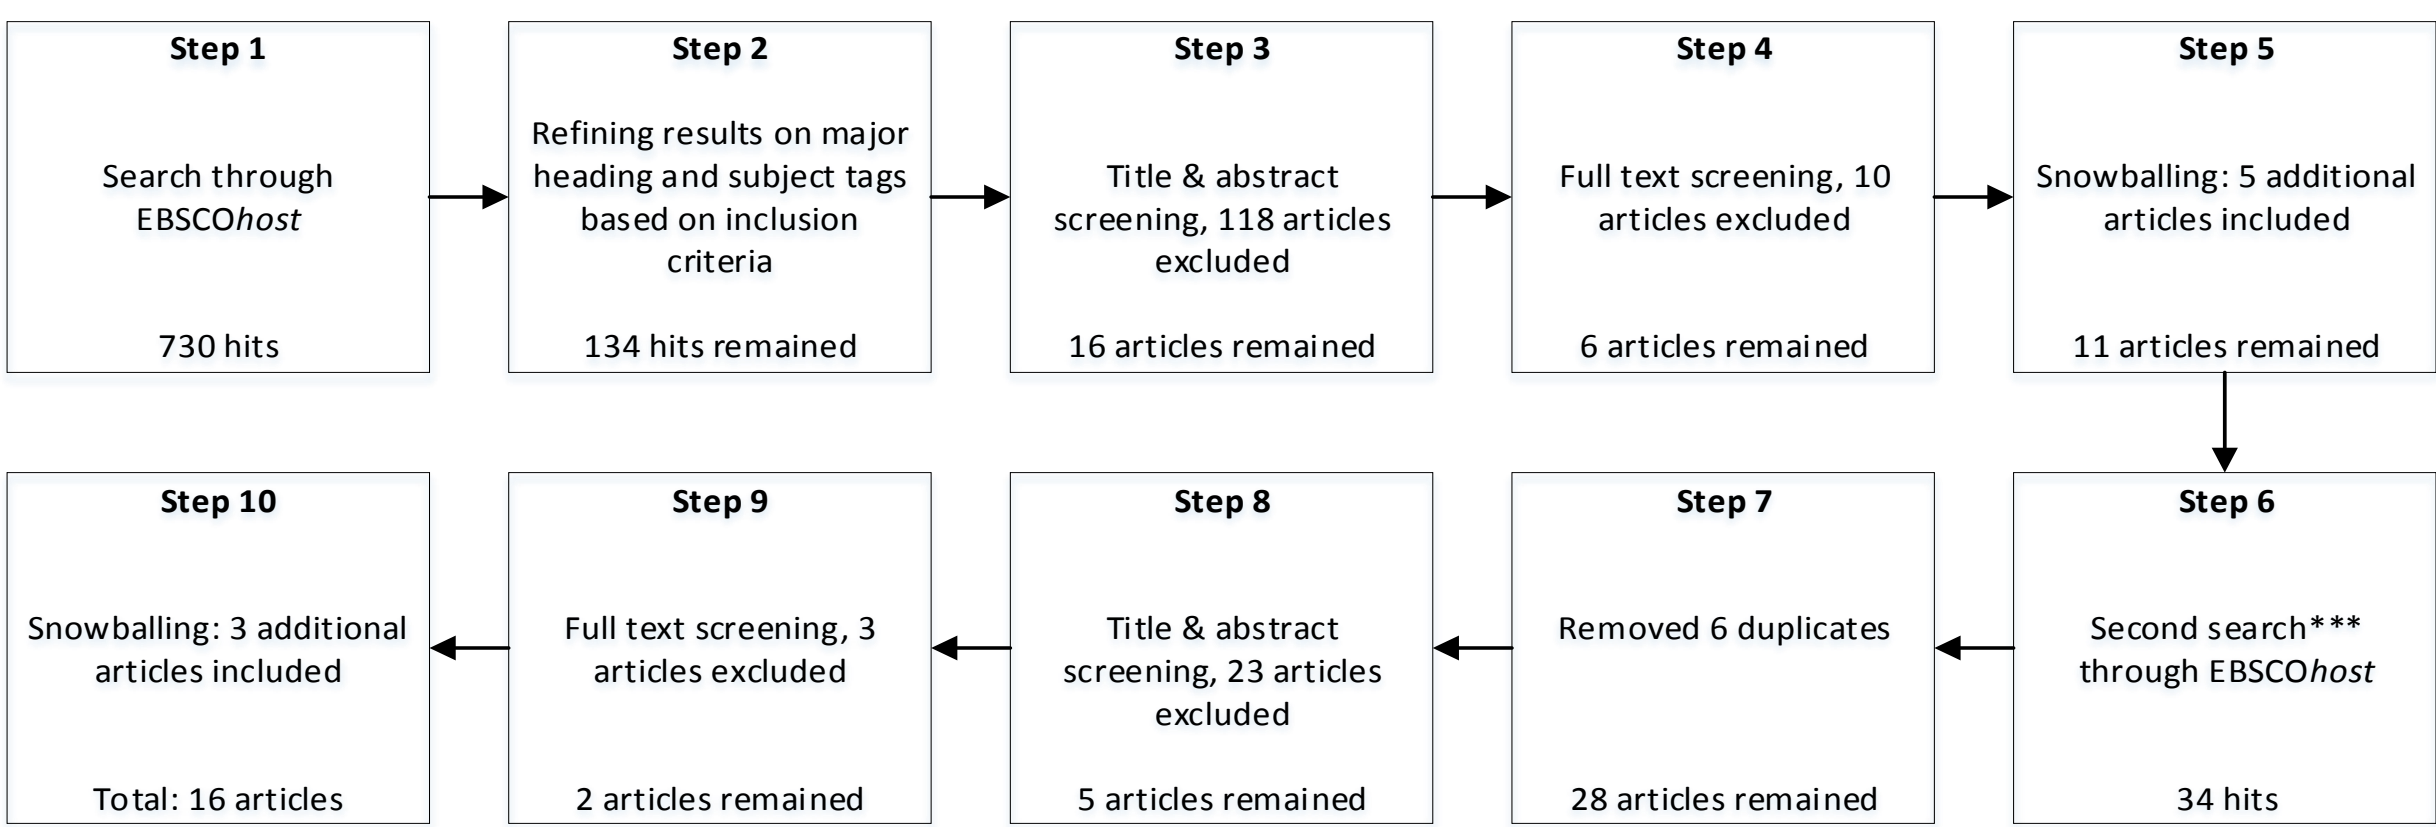 Step 1
Search through
EBSCOhost
730 hits
Step 2
Refining results on major
heading and subject tags
based on inclusion
criteria
134 hits remained
Step 3
Title & abstract
screening, 118 articles
excluded
16 articles remained
Step 4
Full text screening, 10
articles excluded
6 articles remained
Step 5
Snowballing: 5 additional
articles included
11 articles remained
Step 6
Second search***
through EBSCOhost
34 hits
Step 7
Removed 6 duplicates
28 articles remained
Step 8
Title & abstract
screening, 23 articles
excluded
5 articles remained
Step 9
Full text screening, 3
articles excluded
2 articles remained
Step 10
Snowballing: 3 additional
articles included
Total: 16 articles